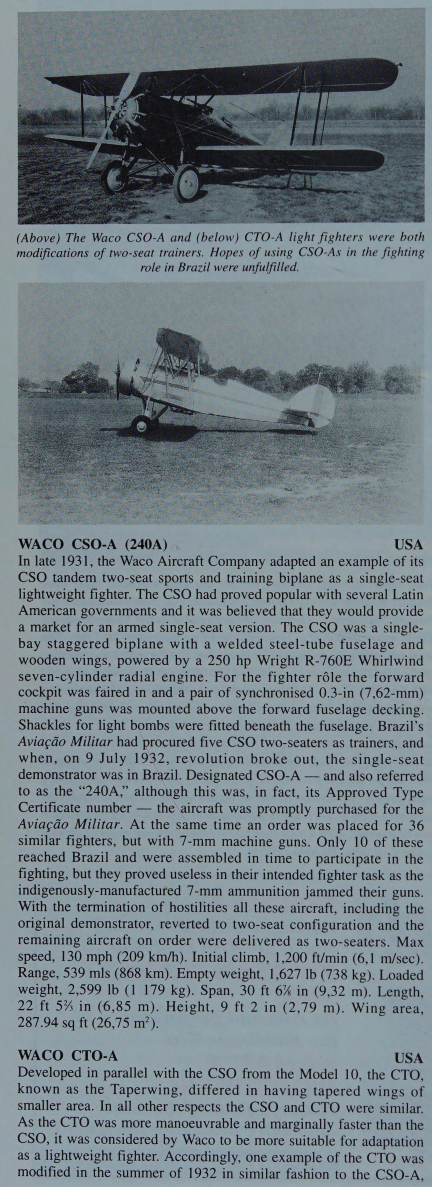 (Above) The Waco CSO-A and (below) CTO-A light fighters were both
modifications of two-seat trainers. Hopes of using CSO-As in the fighting
role in Brazil were unfulfilled.
WACO CSO-A (240A) USA
In late 1931, the Waco Aircraft Company adapted an example of its
CSO tandem two-seat sports and training biplane as a single-seat
lightweight fighter. The CSO had proved popular with several Latin
American governments and it was believed that they would provide
a market for an armed single-seat version. The CSO was a single-
bay staggered biplane with a welded steel-tube fuselage and
wooden wings, powered by a 250 hp Wright R-760E Whirlwind
seven-cylinder radial engine. For the fighter rôle the forward
cockpit was faired in and a pair of synchronised 0.3-in (7,62-mm)
machine guns was mounted above the forward fuselage decking.
Shackles for light bombs were fitted beneath the fuselage. Brazil's
Aviação Militar had procured five CSO two-seaters as trainers, and
when, on 9 July 1932, revolution broke out, the single-seat
demonstrator was in Brazil. Designated CSO-A — and also referred
to as the “240A,” although this was, in fact, its Approved Type
Certificate number — the aircraft was promptly purchased for the
Aviação Militar. At the same time an order was placed for 36
similar fighters, but with 7-mm machine guns. Only 10 of these
reached Brazil and were assembled in time to participate in the
fighting, but they proved useless in their intended fighter task as the
indigenously-manufactured 7-mm ammunition jammed their guns.
With the termination of hostilities all these aircraft, including the
original demonstrator, reverted to two-seat configuration and the
remaining aircraft on order were delivered as two-seaters. Max
speed, 130 mph (209 km/h). Initial climb, 1,200 ft/min (6,1 m/sec).
Range, 539 mls (868 km). Empty weight, 1,627 lb (738 kg). Loaded
weight, 2,599 lb (1 179 kg). Span, 30 ft 6⅞ in (9,32 m). Length,
22 ft 5⅝ in (6,85 m). Height, 9 ft 2 in (2,79 m). Wing area,
287.94 sq ft (26,75 m²).
WACO CTO-A USA
Developed in parallel with the CSO from the Model 10, the CTO,
known as the Taperwing, differed in having tapered wings of
smaller area. In all other respects the CSO and CTO were similar.
As the CTO was more manoeuvrable and marginally faster than the
CSO, it was considered by Waco to be more suitable for adaptation
as a lightweight fighter. Accordingly, one example of the CTO was
modified in the summer of 1932 in similar fashion to the CSO-A,